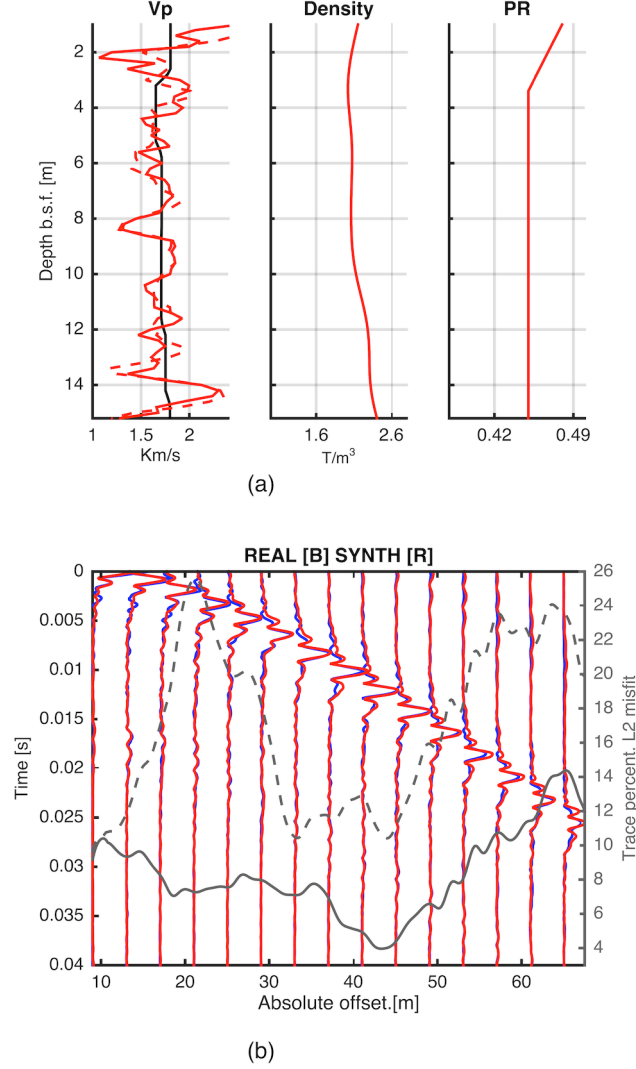 Vp Density PR
Depth b.s.f. [m]
2
4
6
8
10
12
14
1 1.5 2 1.6 2.6 0.42 0.49
Km/s T/m³
(a)
REAL [B] SYNTH [R]
Time [s]
0
0.005
0.01
0.015
0.02
0.025
0.03
0.035
0.04
26
24
22
20
18
16
14
12
10
8
6
4
Trace percent. L2 misfit
10 20 30 40 50 60
Absolute offset.[m]
(b)